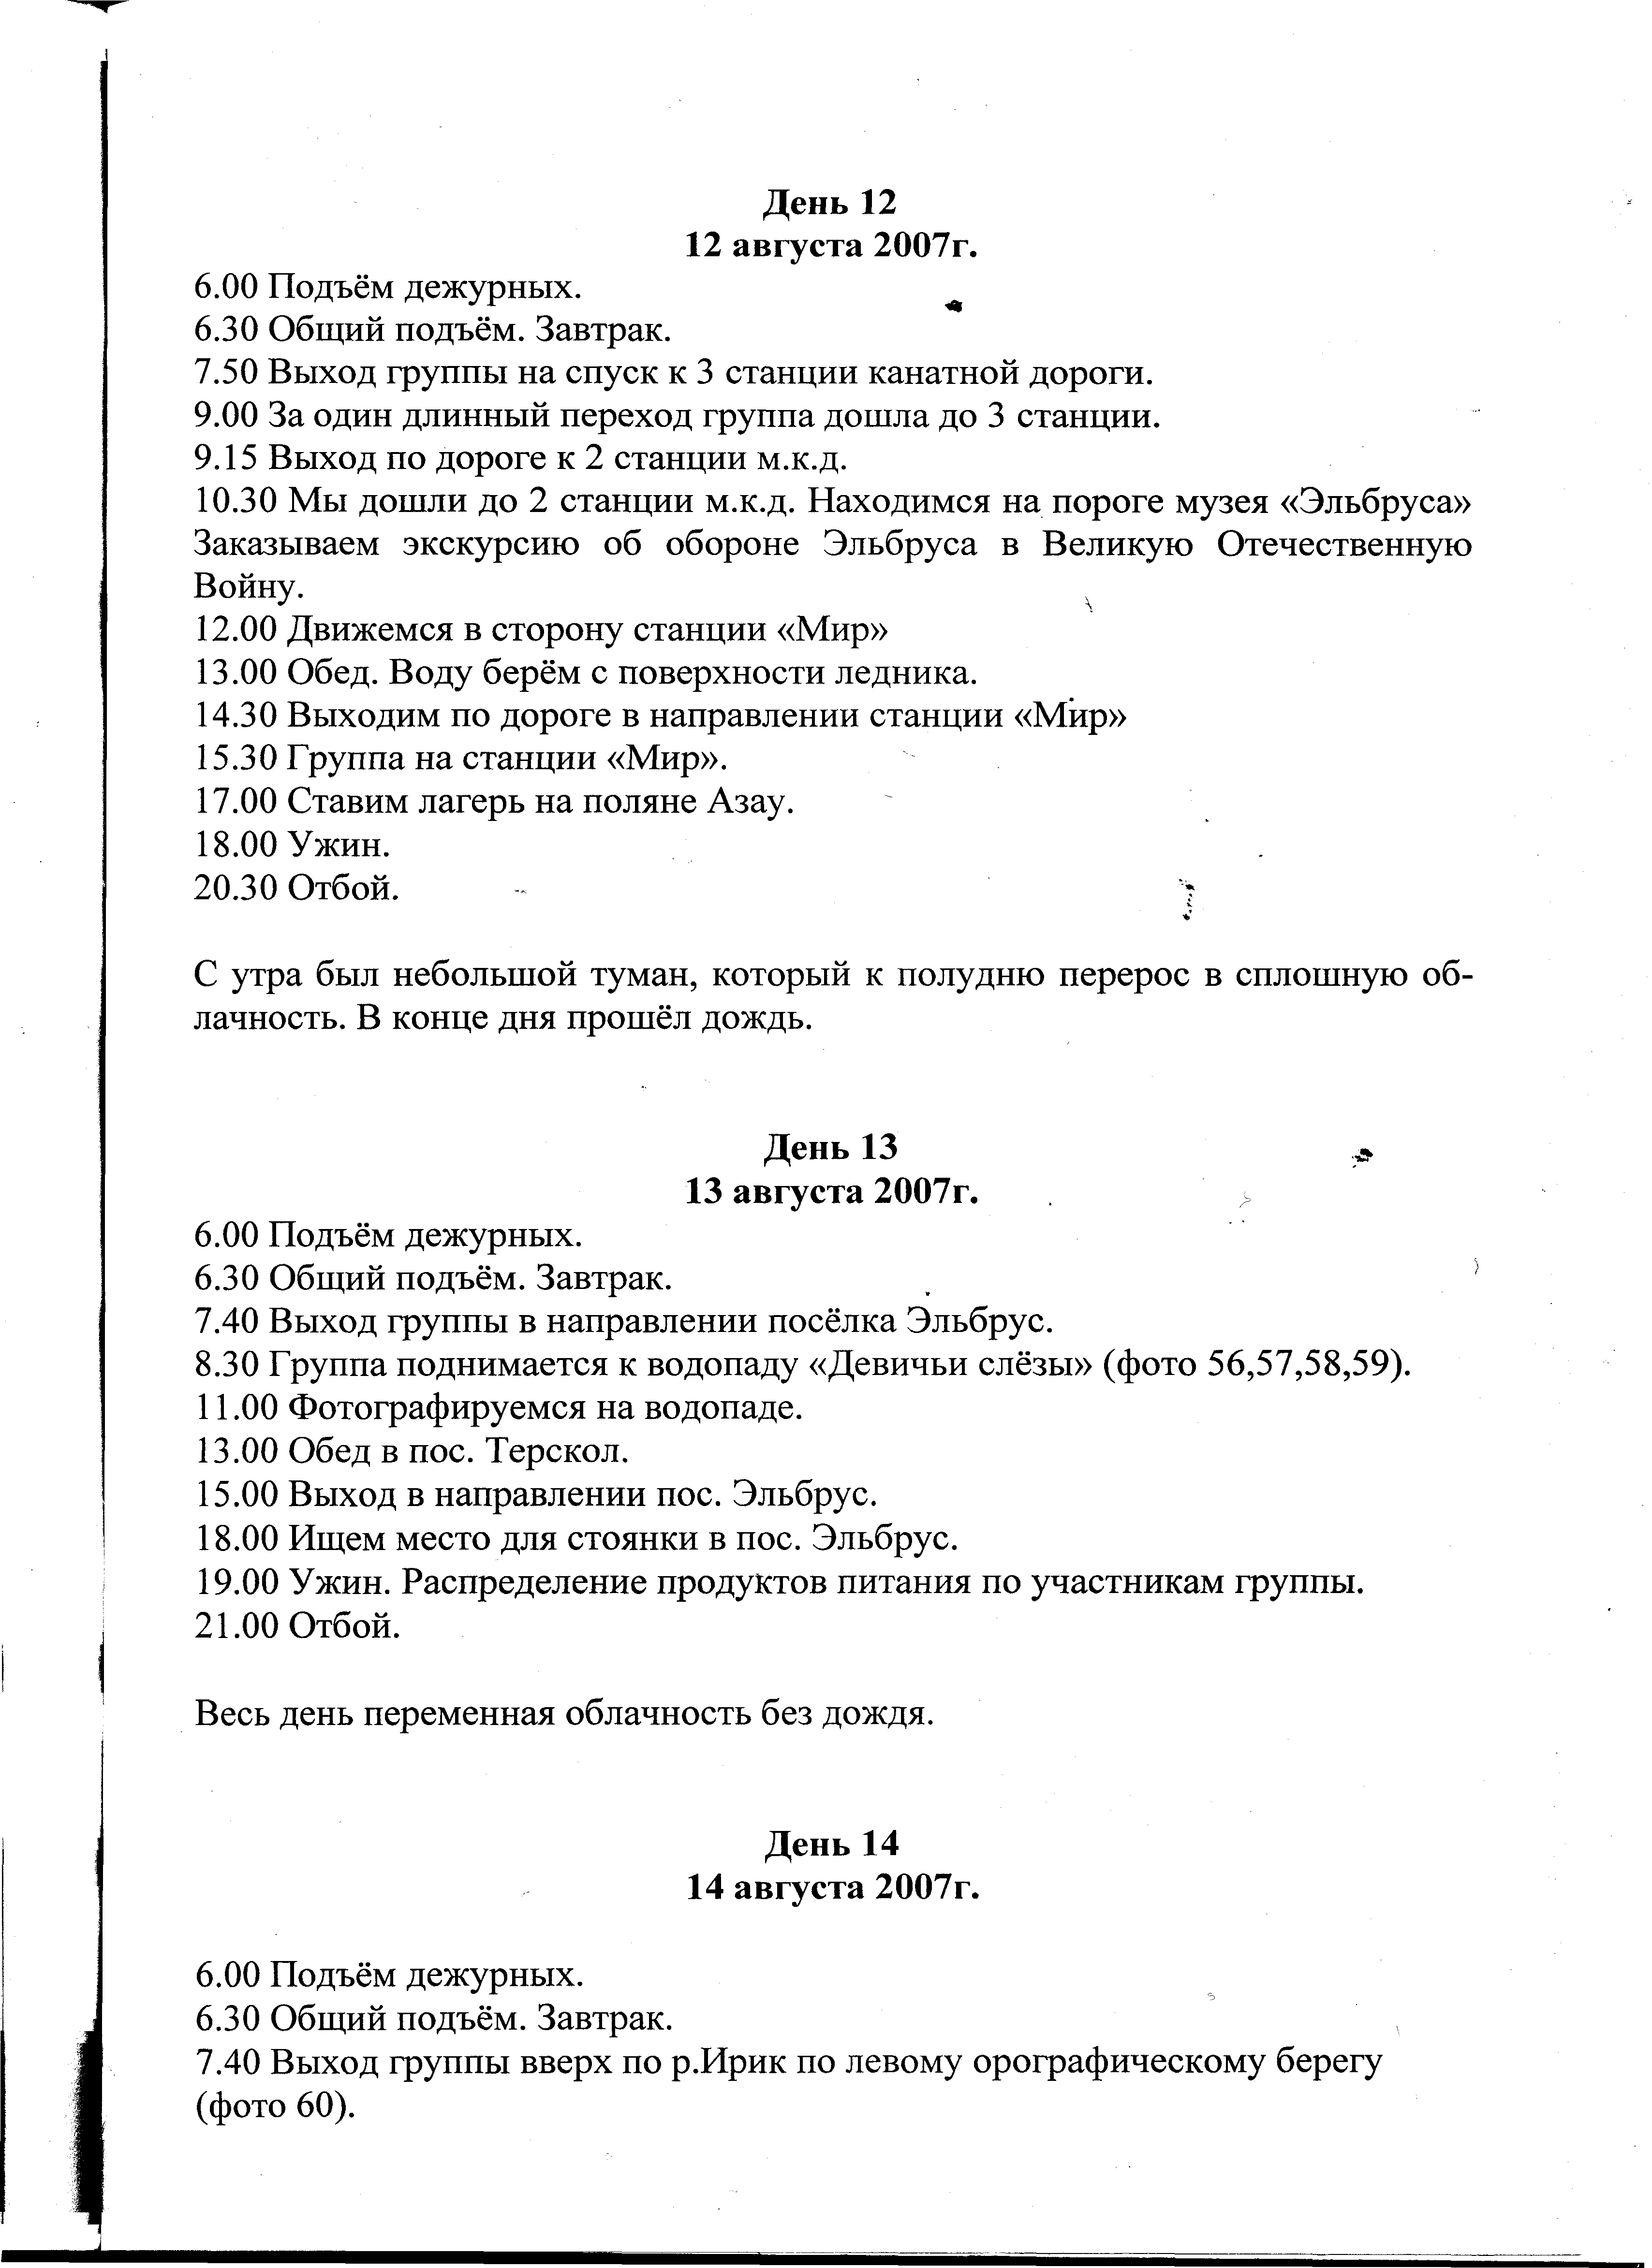 День 12
12 августа 2007г.
6.00 Подъём дежурных.
6.30 Общий подъём. Завтрак.
7.50 Выход группы на спуск к 3 станции канатной дороги.
9.00 За один длинный переход группа дошла до 3 станции.
9.15 Выход по дороге к 2 станции м.к.д.
10.30 Мы дошли до 2 станции м.к.д. Находимся на пороге музея «Эльбруса»
Заказываем экскурсию об обороне Эльбруса в Великую Отечественную
Войну.
12.00 Движемся в сторону станции «Мир»
13.00 Обед. Воду берём с поверхности ледника.
14.30 Выходим по дороге в направлении станции «Мир»
15.30 Группа на станции «Мир».
17.00 Ставим лагерь на поляне Азау.
18.00 Ужин.
20.30 Отбой.
С утра был небольшой туман, который к полудню перерос в сплошную об-
лачность. В конце дня прошёл дождь.
День 13
13 августа 2007г.
6.00 Подъём дежурных.
6.30 Общий подъём. Завтрак.
7.40 Выход группы в направлении посёлка Эльбрус.
8.30 Группа поднимается к водопаду «Девичьи слёзы» (фото 56,57,58,59).
11.00 Фотографируемся на водопаде.
13.00 Обед в пос. Терскол.
15.00 Выход в направлении пос. Эльбрус.
18.00 Ищем место для стоянки в пос. Эльбрус.
19.00 Ужин. Распределение продуктов питания по участникам группы.
21.00 Отбой.
Весь день переменная облачность без дождя.
День 14
14 августа 2007г.
6.00 Подъём дежурных.
6.30 Общий подъём. Завтрак.
7.40 Выход группы вверх по р.Ирик по левому орографическому берегу
(фото 60).